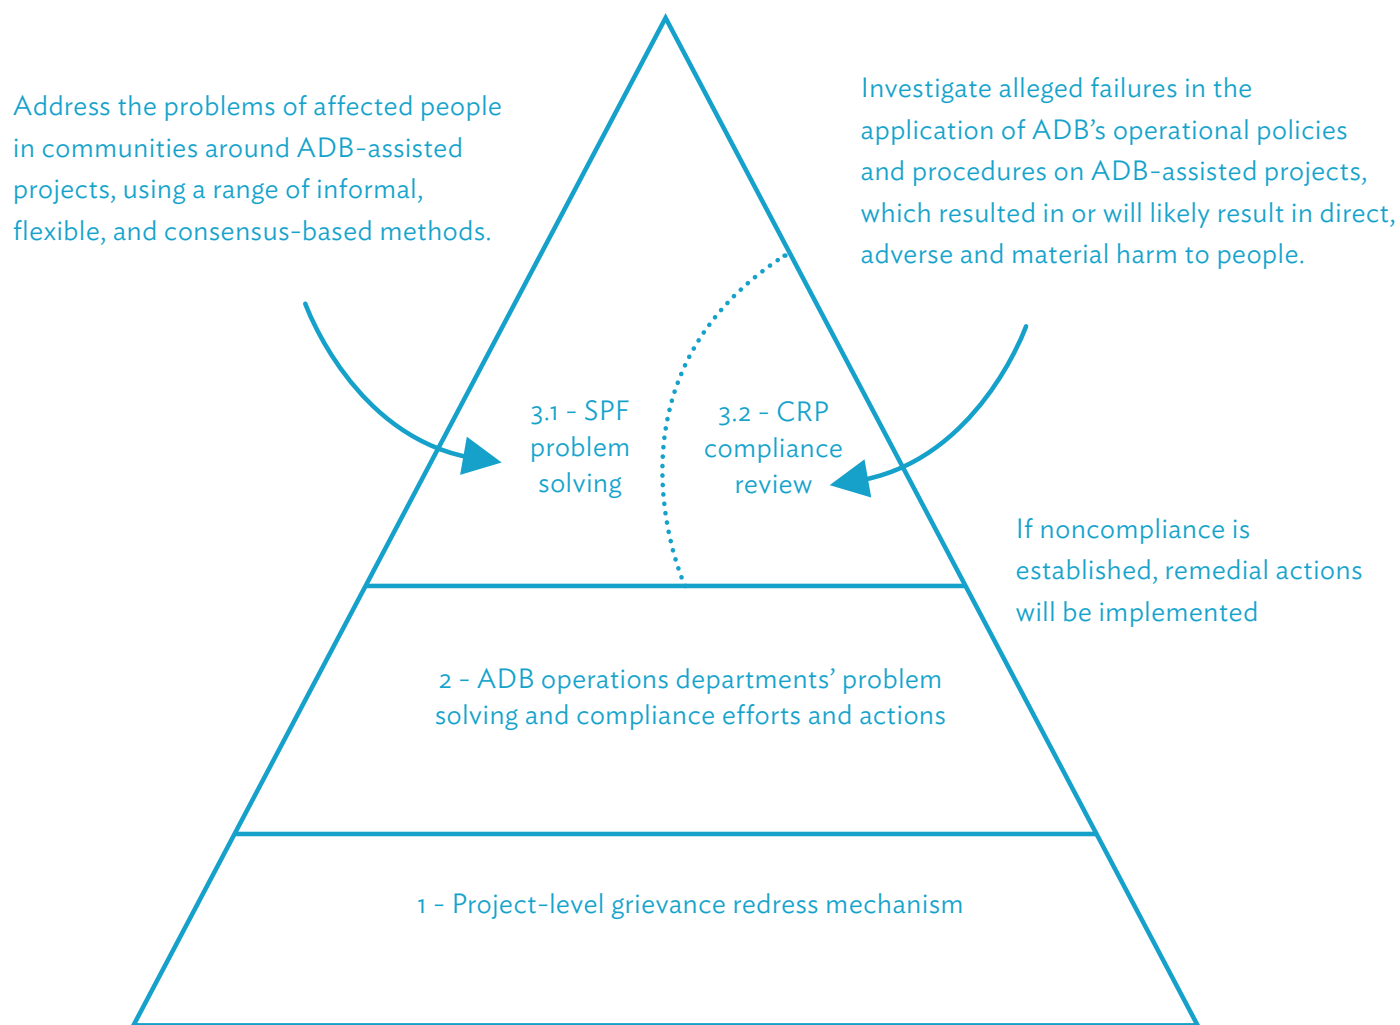 Address the problems of affected people
in communities around ADB-assisted
projects, using a range of informal,
flexible, and consensus-based methods.
Investigate alleged failures in the
application of ADB’s operational policies
and procedures on ADB-assisted projects,
which resulted in or will likely result in direct,
adverse and material harm to people.
3.1 - SPF
problem
solving
3.2 - CRP
compliance
review
If noncompliance is
established, remedial actions
will be implemented
2 - ADB operations departments’ problem
solving and compliance efforts and actions
1 - Project-level grievance redress mechanism